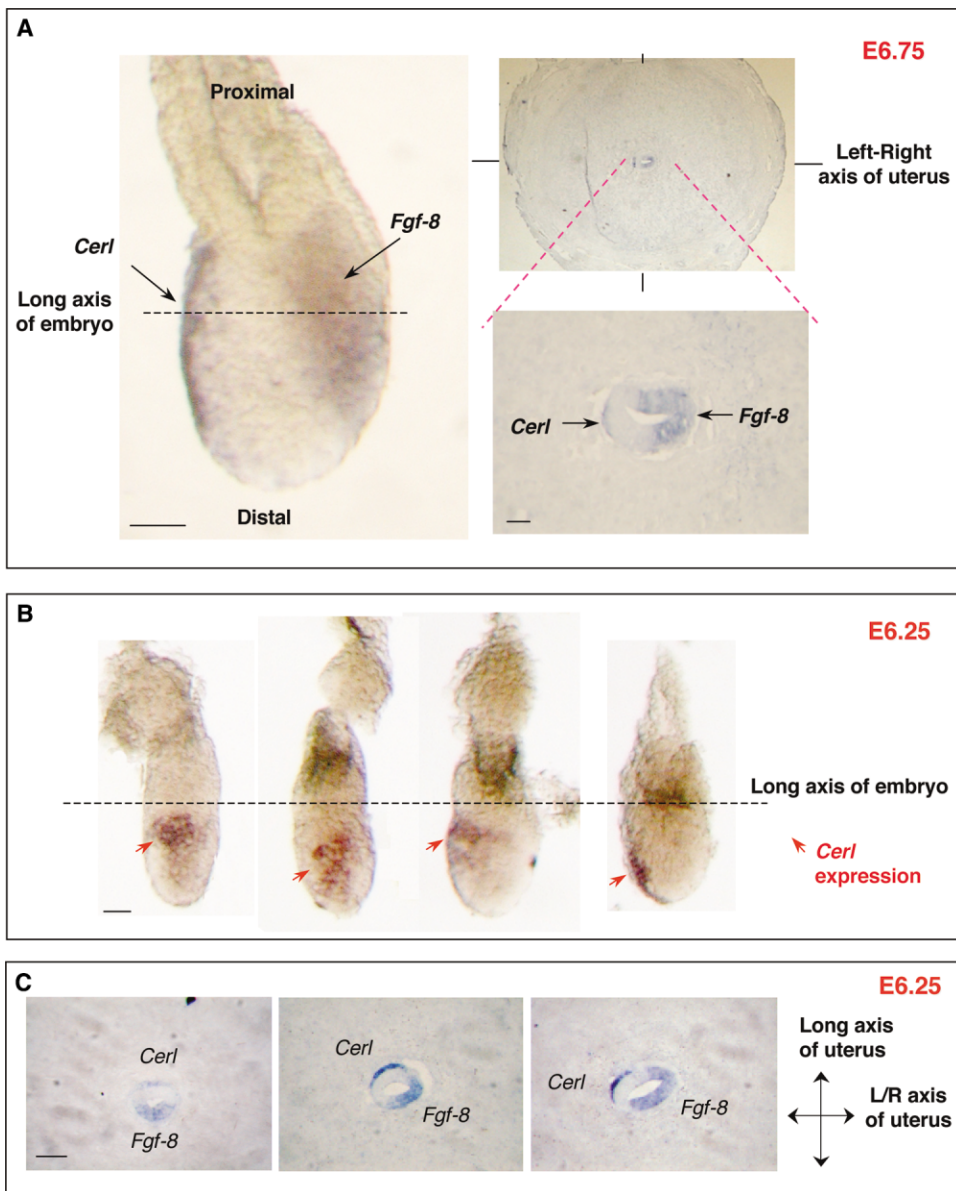 A
E6.75
Proximal
Cerl
Fgf-8
Long axis
of embryo
Distal
Left-Right
axis of uterus
Cerl
Fgf-8
B
E6.25
Long axis of embryo
Cerl
expression
C
E6.25
Cerl
Fgf-8
Cerl
Fgf-8
Cerl
Fgf-8
Long axis
of uterus
L/R axis
of uterus